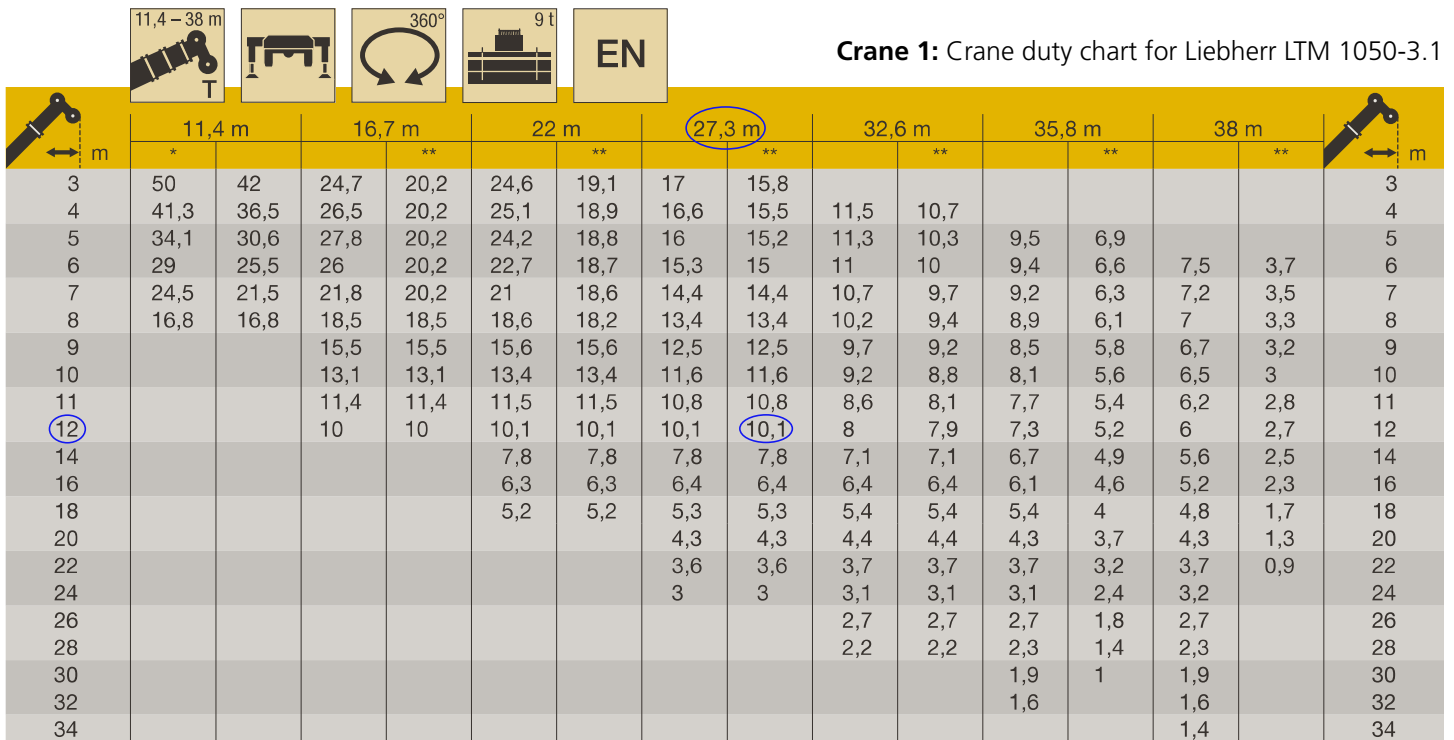 11,4 – 38 m 360° 9 t
T EN
Crane 1: Crane duty chart for Liebherr LTM 1050-3.1
m 11,4 m 16,7 m 22 m 27,3 m 32,6 m 35,8 m 38 m m
* ** ** ** ** ** **
3 50 42 24,7 20,2 24,6 19,1 17 15,8 3
4 41,3 36,5 26,5 20,2 25,1 18,9 16,6 15,5 11,5 10,7 4
5 34,1 30,6 27,8 20,2 24,2 18,8 16 15,2 11,3 10,3 9,5 6,9 5
6 29 25,5 26 20,2 22,7 18,7 15,3 15 11 10 9,4 6,6 7,5 3,7 6
7 24,5 21,5 21,8 20,2 21 18,6 14,4 14,4 10,7 9,7 9,2 6,3 7,2 3,5 7
8 16,8 16,8 18,5 18,5 18,6 18,2 13,4 13,4 10,2 9,4 8,9 6,1 7 3,3 8
9 15,5 15,5 15,6 15,6 12,5 12,5 9,7 9,2 8,5 5,8 6,7 3,2 9
10 13,1 13,1 13,4 13,4 11,6 11,6 9,2 8,8 8,1 5,6 6,5 3 10
11 11,4 11,4 11,5 11,5 10,8 10,8 8,6 8,1 7,7 5,4 6,2 2,8 11
12 10 10 10,1 10,1 10,1 10,1 8 7,9 7,3 5,2 6 2,7 12
14 7,8 7,8 7,8 7,8 7,1 7,1 6,7 4,9 5,6 2,5 14
16 6,3 6,3 6,4 6,4 6,4 6,4 6,1 4,6 5,2 2,3 16
18 5,2 5,2 5,3 5,3 5,4 5,4 5,4 4 4,8 1,7 18
20 4,3 4,3 4,4 4,4 4,3 3,7 4,3 1,3 20
22 3,6 3,6 3,7 3,7 3,7 3,2 3,7 0,9 22
24 3 3 3,1 3,1 3,1 2,4 3,2 24
26 2,7 2,7 2,7 1,8 2,7 26
28 2,2 2,2 2,3 1,4 2,3 28
30 1,9 1 1,9 30
32 1,6 1,6 32
34 1,4 34